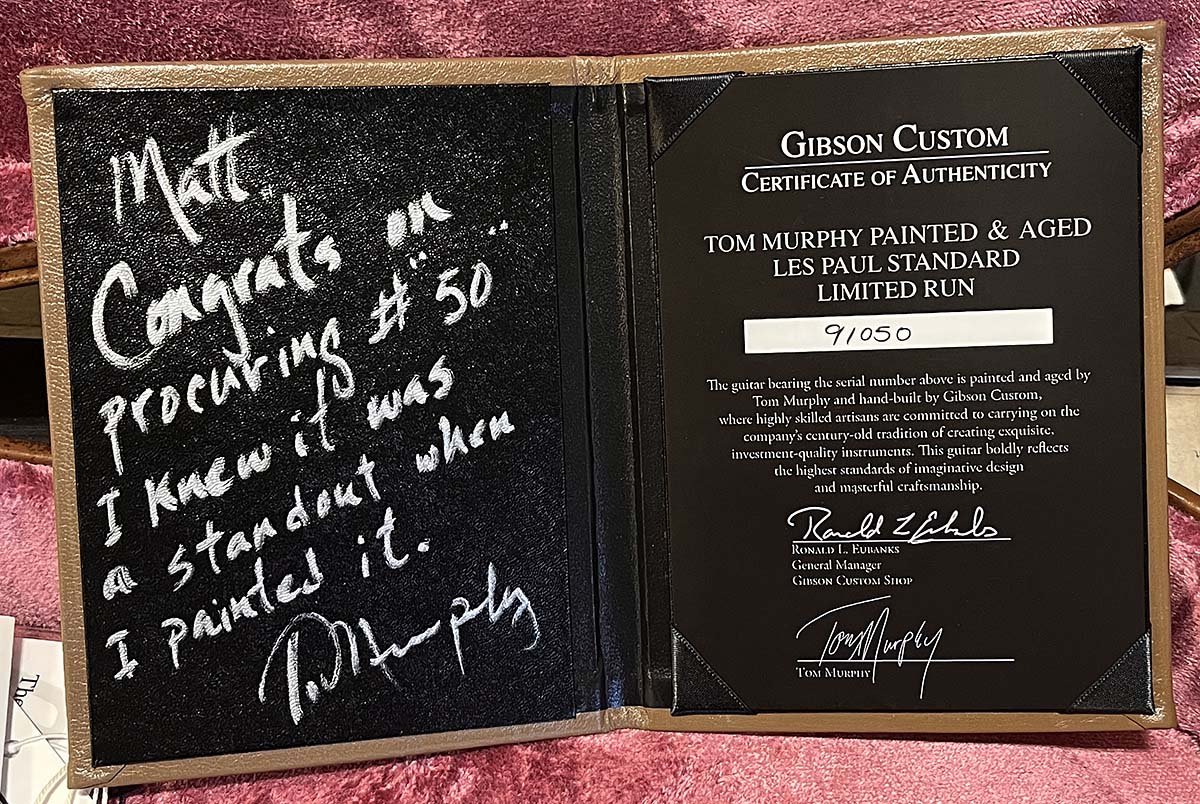 Matt.
Congrats on
procuring #"50"..
I knew it was
a standout when
I painted it.
T. Murphy
GIBSON CUSTOM
CERTIFICATE OF AUTHENTICITY
TOM MURPHY PAINTED & AGED
LES PAUL STANDARD
LIMITED RUN
91050
The guitar bearing the serial number above is painted and aged by
Tom Murphy and hand-built by Gibson Custom,
where highly skilled artisans are committed to carrying on the
company's century-old tradition of creating exquisite,
investment-quality instruments. This guitar boldly reflects
the highest standards of imaginative design
and masterful craftsmanship.
Ronald L Eubanks
RONALD L. EUBANKS
General Manager
GIBSON CUSTOM SHOP
Tom Murphy
TOM MURPHY
The